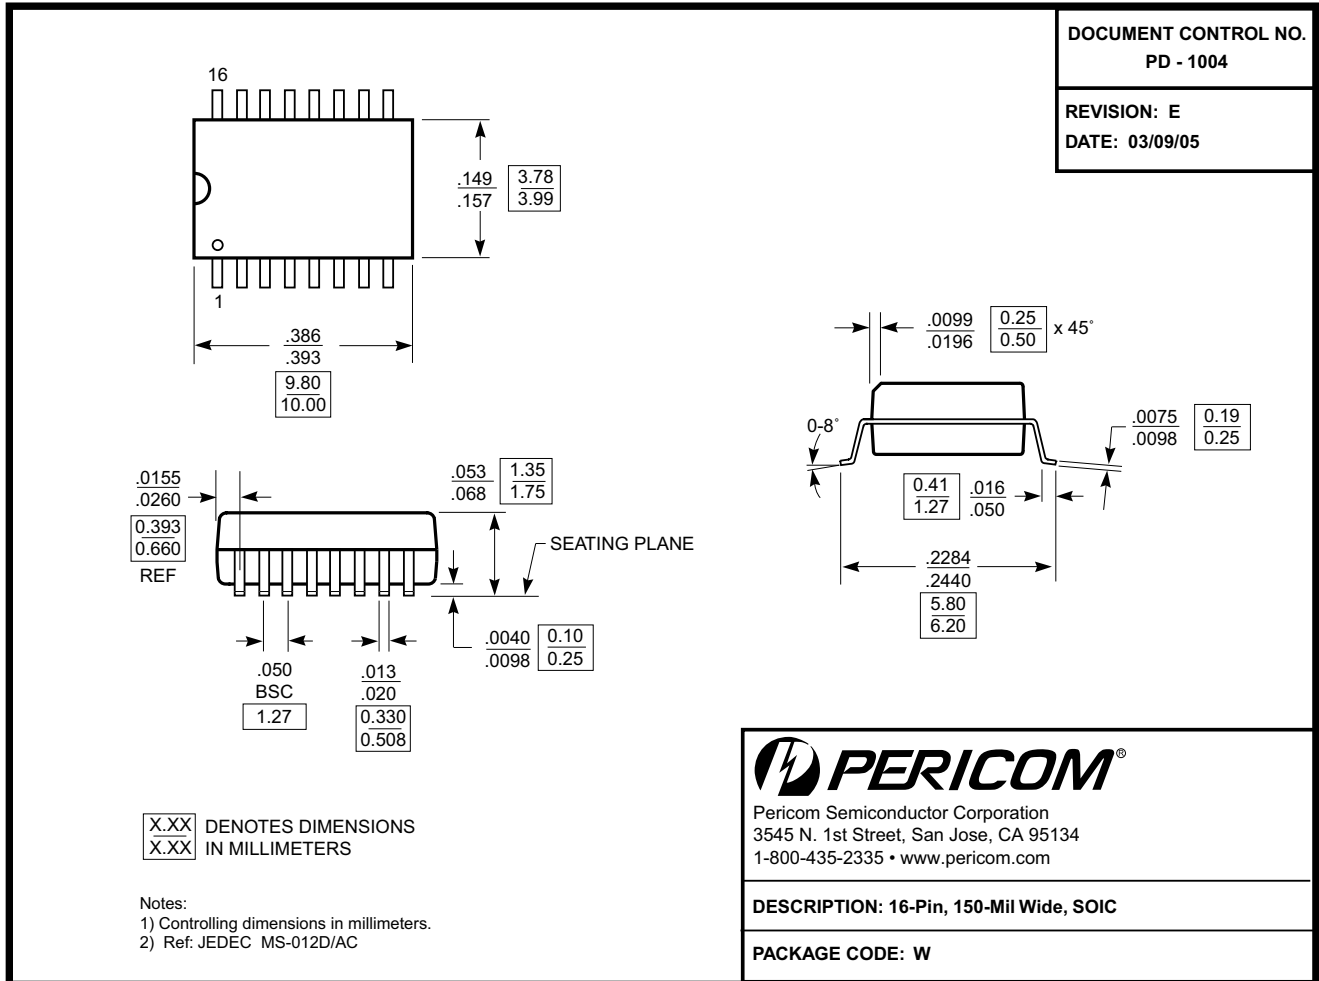 DOCUMENT CONTROL NO.
PD - 1004
REVISION: E
DATE: 03/09/05
16
.149
.157
3.78
3.99
1
.386
.393
9.80
10.00
.0099
.0196
0.25
0.50
x 45°
0-8°
.0075
.0098
0.19
0.25
0.41
1.27
.016
.050
.2284
.2440
5.80
6.20
.0155
.0260
0.393
0.660
REF
.053
.068
1.35
1.75
SEATING PLANE
.0040
.0098
0.10
0.25
.050
BSC
1.27
.013
.020
0.330
0.508
X.XX
X.XX
DENOTES DIMENSIONS
IN MILLIMETERS
Notes:
1) Controlling dimensions in millimeters.
2) Ref: JEDEC MS-012D/AC
PERICOM®
Pericom Semiconductor Corporation
3545 N. 1st Street, San Jose, CA 95134
1-800-435-2335 • www.pericom.com
DESCRIPTION: 16-Pin, 150-Mil Wide, SOIC
PACKAGE CODE: W